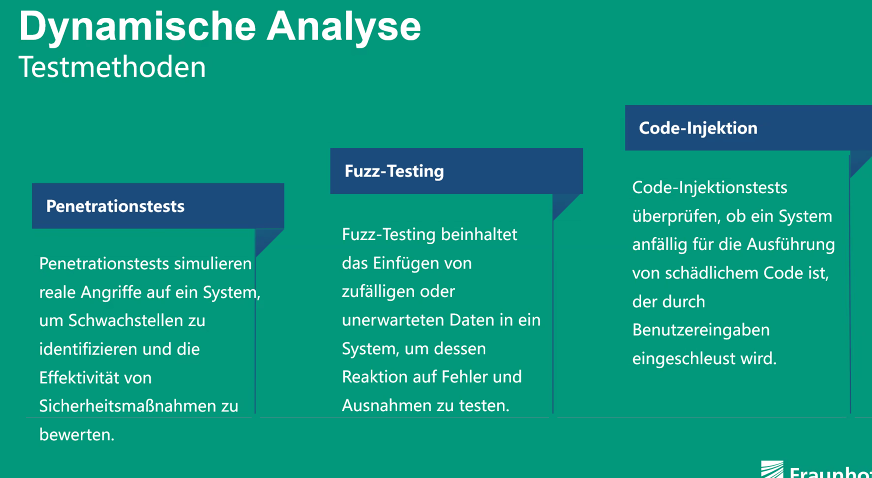 Dynamische Analyse
Testmethoden
Penetrationstests
Penetrationstests simulieren
reale Angriffe auf ein System,
um Schwachstellen zu
identifizieren und die
Effektivität von
Sicherheitsmaßnahmen zu
bewerten.
Fuzz-Testing
Fuzz-Testing beinhaltet
das Einfügen von
zufälligen oder
unerwarteten Daten in ein
System, um dessen
Reaktion auf Fehler und
Ausnahmen zu testen.
Code-Injektion
Code-Injektionstests
überprüfen, ob ein System
anfällig für die Ausführung
von schädlichem Code ist,
der durch
Benutzereingaben
eingeschleust wird.